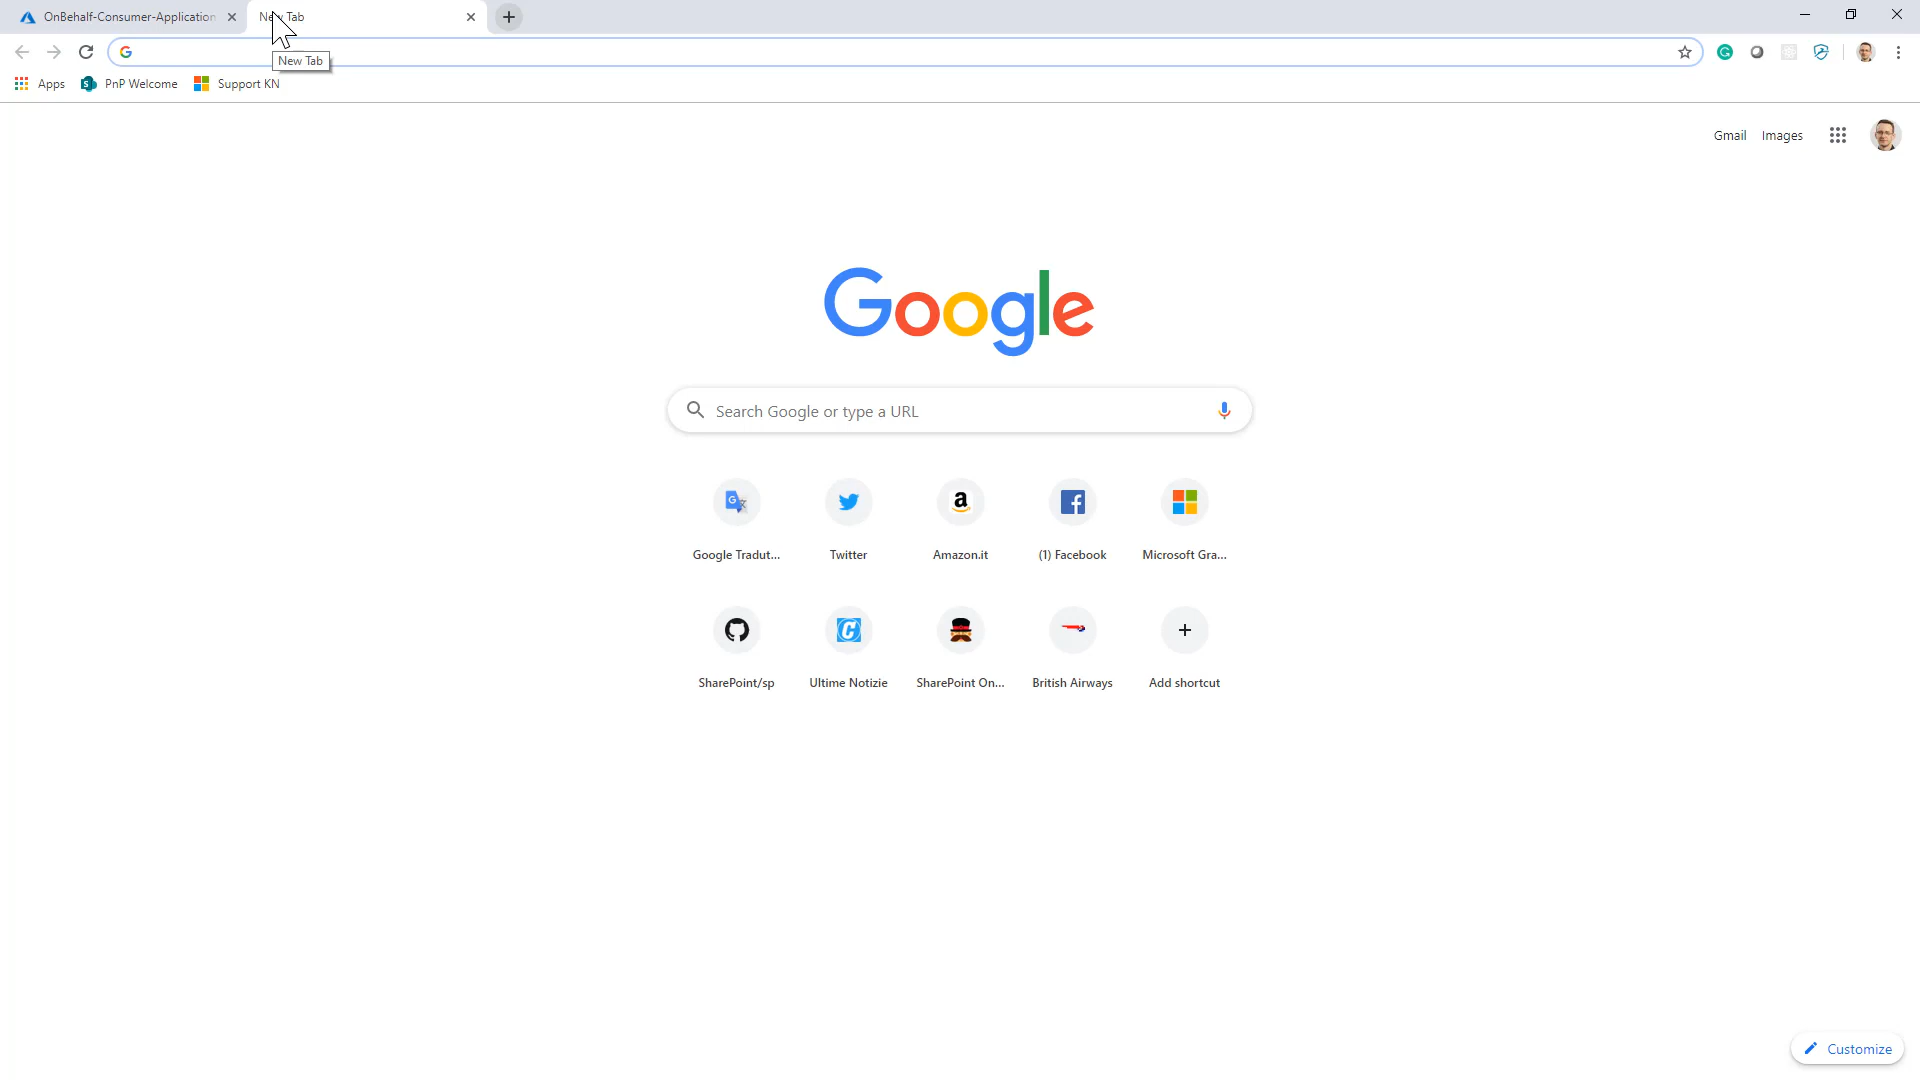 OnBehalf-Consumer-Application
New Tab
New Tab
Apps
PnP Welcome
Support KN
Gmail
Images
Google
Search Google or type a URL
Google Tradut...
Twitter
Amazon.it
(1) Facebook
Microsoft Gra...
SharePoint/sp
Ultime Notizie
SharePoint On...
British Airways
Add shortcut
Customize